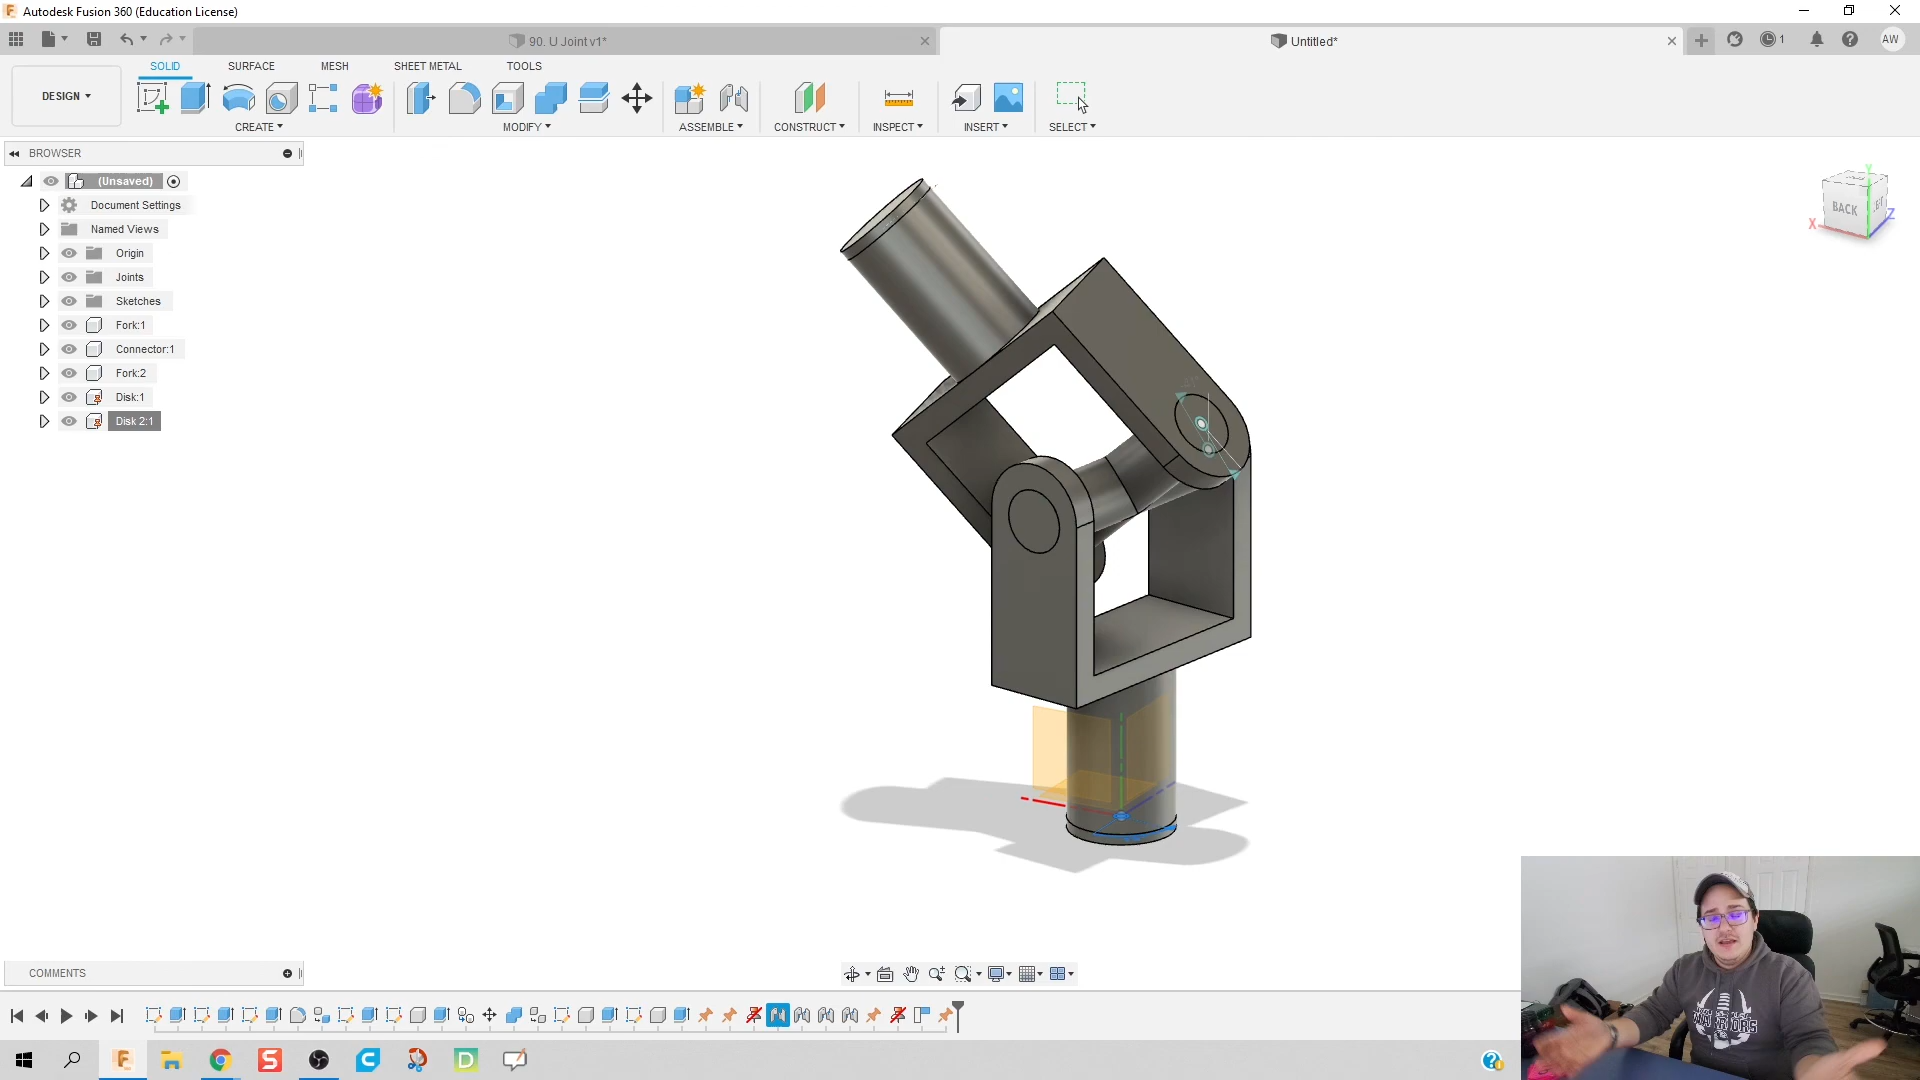 Autodesk Fusion 360 (Education License)
90. U Joint v1*
Untitled*
1
AW
SOLID
SURFACE
MESH
SHEET METAL
TOOLS
DESIGN
CREATE
MODIFY
ASSEMBLE
CONSTRUCT
INSPECT
INSERT
SELECT
BROWSER
(Unsaved)
Document Settings
Named Views
Origin
Joints
Sketches
Fork:1
Connector:1
Fork:2
Disk:1
Disk 2:1
Y
BACK
X
Z
COMMENTS
WARRIORS